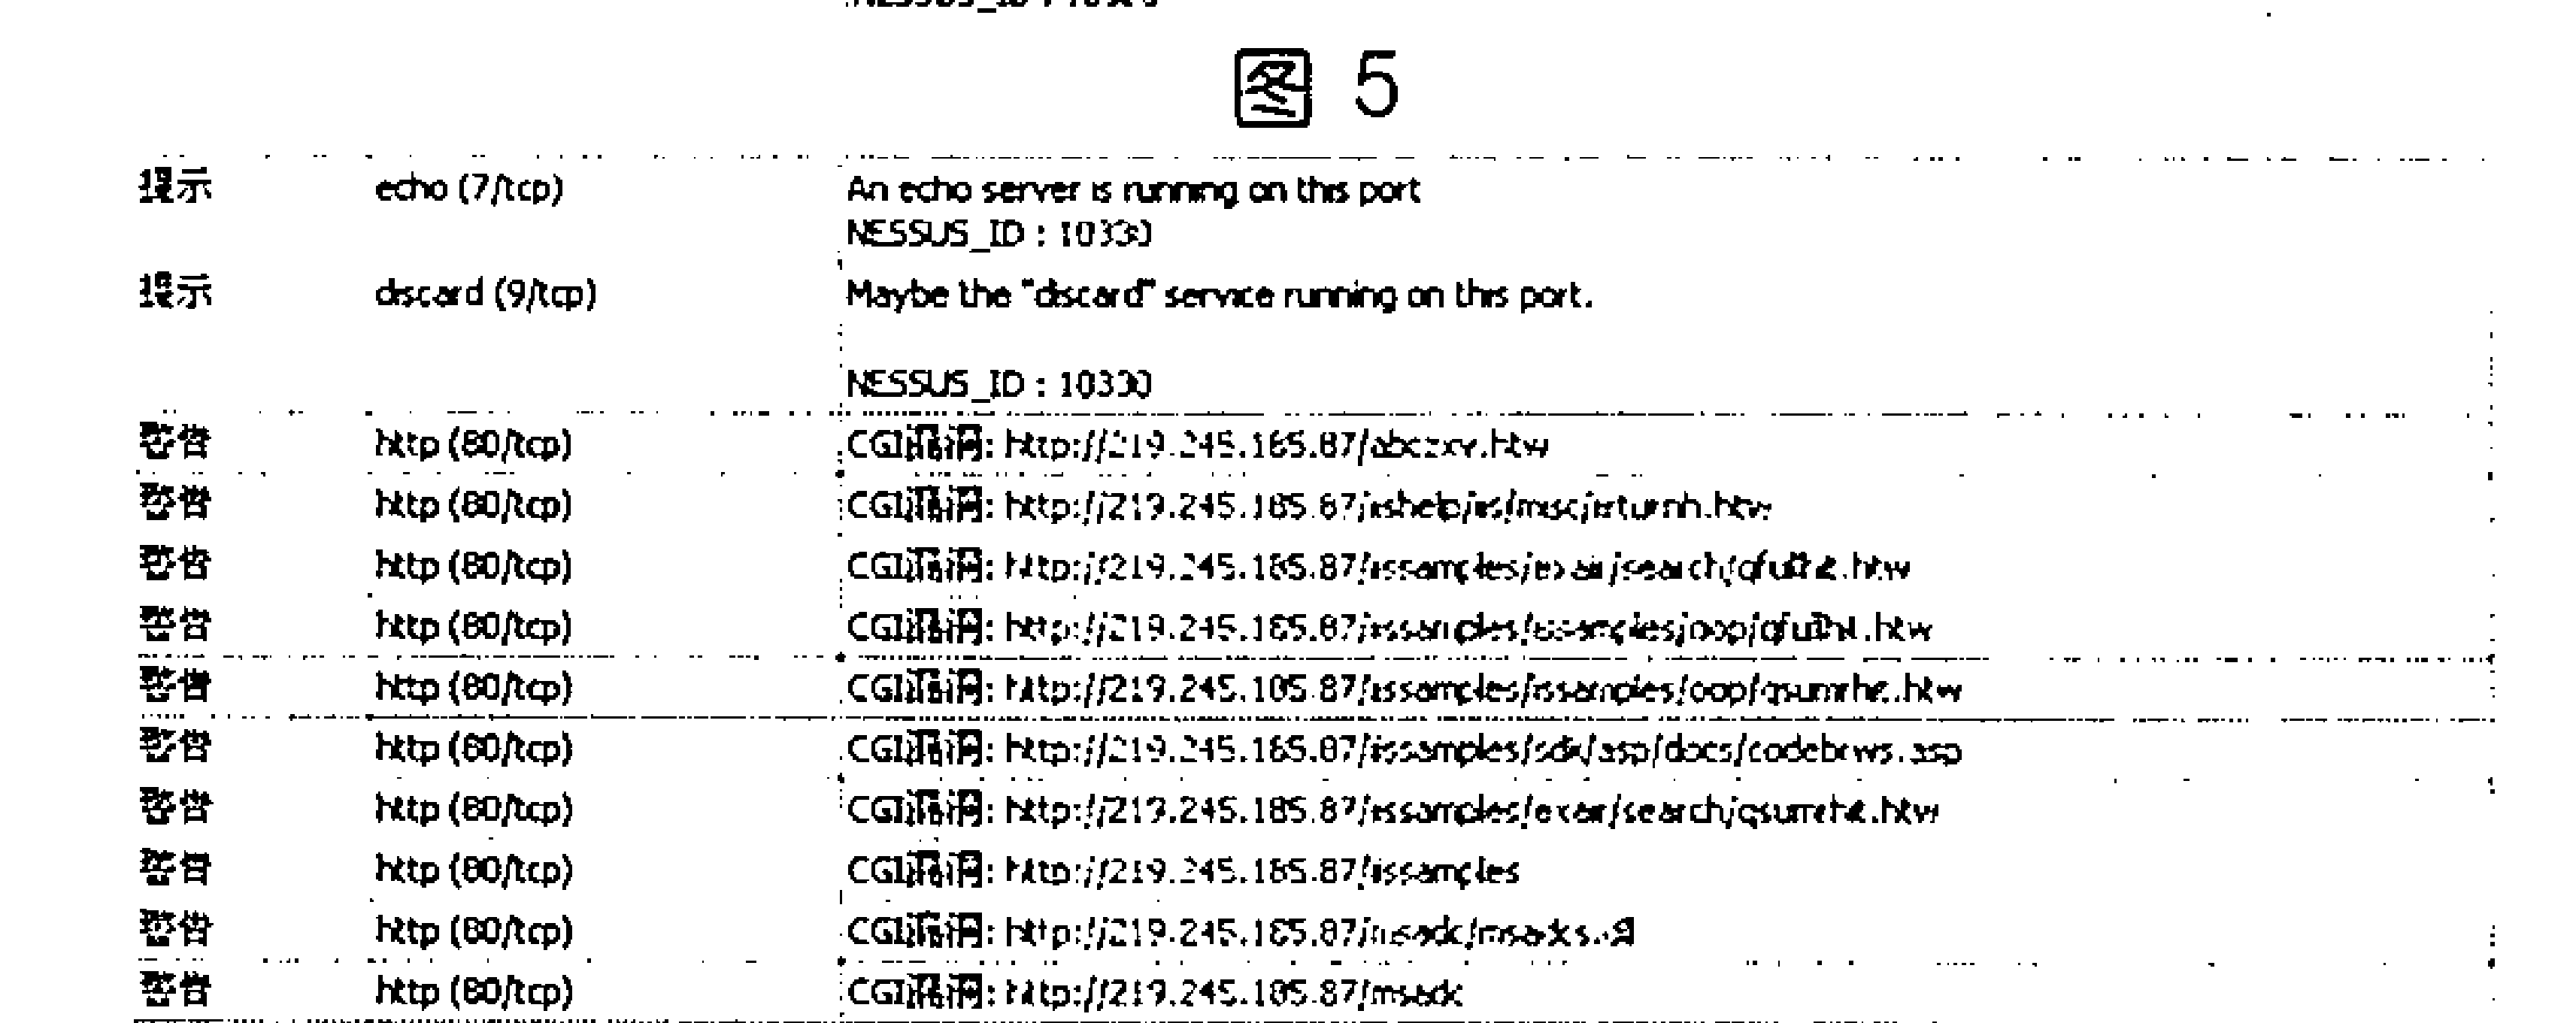 图 5
提示 echo (7/tcp) An echo server is running on this port
NESSUS_ID : 10330
提示 discard (9/tcp) Maybe the "discard" service running on this port.
NESSUS_ID : 10330
警告 http (80/tcp) CGI漏洞: http://219.245.185.87/abczxv.htw
警告 http (80/tcp) CGI漏洞: http://219.245.185.87/iishelp/iis/misc/iirturnh.htw
警告 http (80/tcp) CGI漏洞: http://219.245.185.87/iissamples/exair/search/qfullhit.htw
警告 http (80/tcp) CGI漏洞: http://219.245.185.87/iissamples/issamples/oop/qfullhit.htw
警告 http (80/tcp) CGI漏洞: http://219.245.185.87/iissamples/issamples/oop/qsumrhit.htw
警告 http (80/tcp) CGI漏洞: http://219.245.185.87/iissamples/sdk/asp/docs/codebrws.asp
警告 http (80/tcp) CGI漏洞: http://219.245.185.87/iissamples/exair/search/qsumrhit.htw
警告 http (80/tcp) CGI漏洞: http://219.245.185.87/iissamples
警告 http (80/tcp) CGI漏洞: http://219.245.185.87/msadc/msadcs.dll
警告 http (80/tcp) CGI漏洞: http://219.245.185.87/msadc